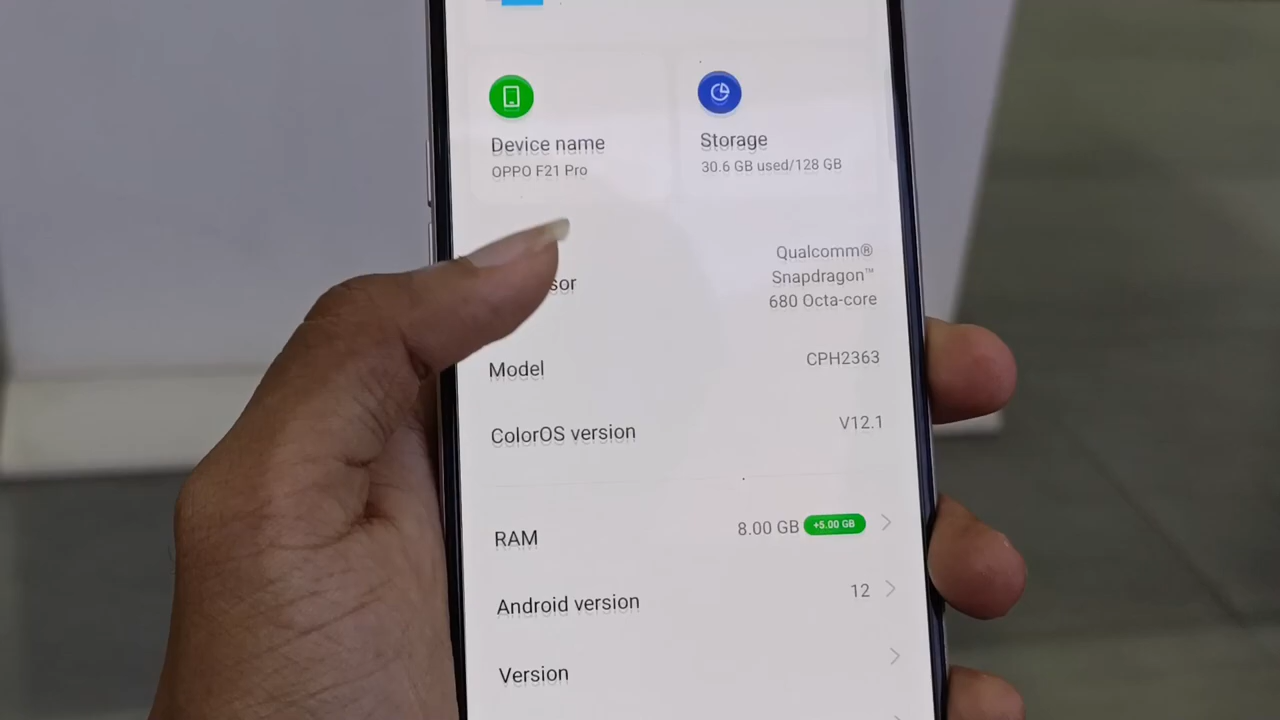 Device name
OPPO F21 Pro
Storage
30.6 GB used/128 GB
sor
Qualcomm®
Snapdragon™
680 Octa-core
Model
CPH2363
ColorOS version
V12.1
RAM
8.00 GB +5.00 GB
Android version
12
Version